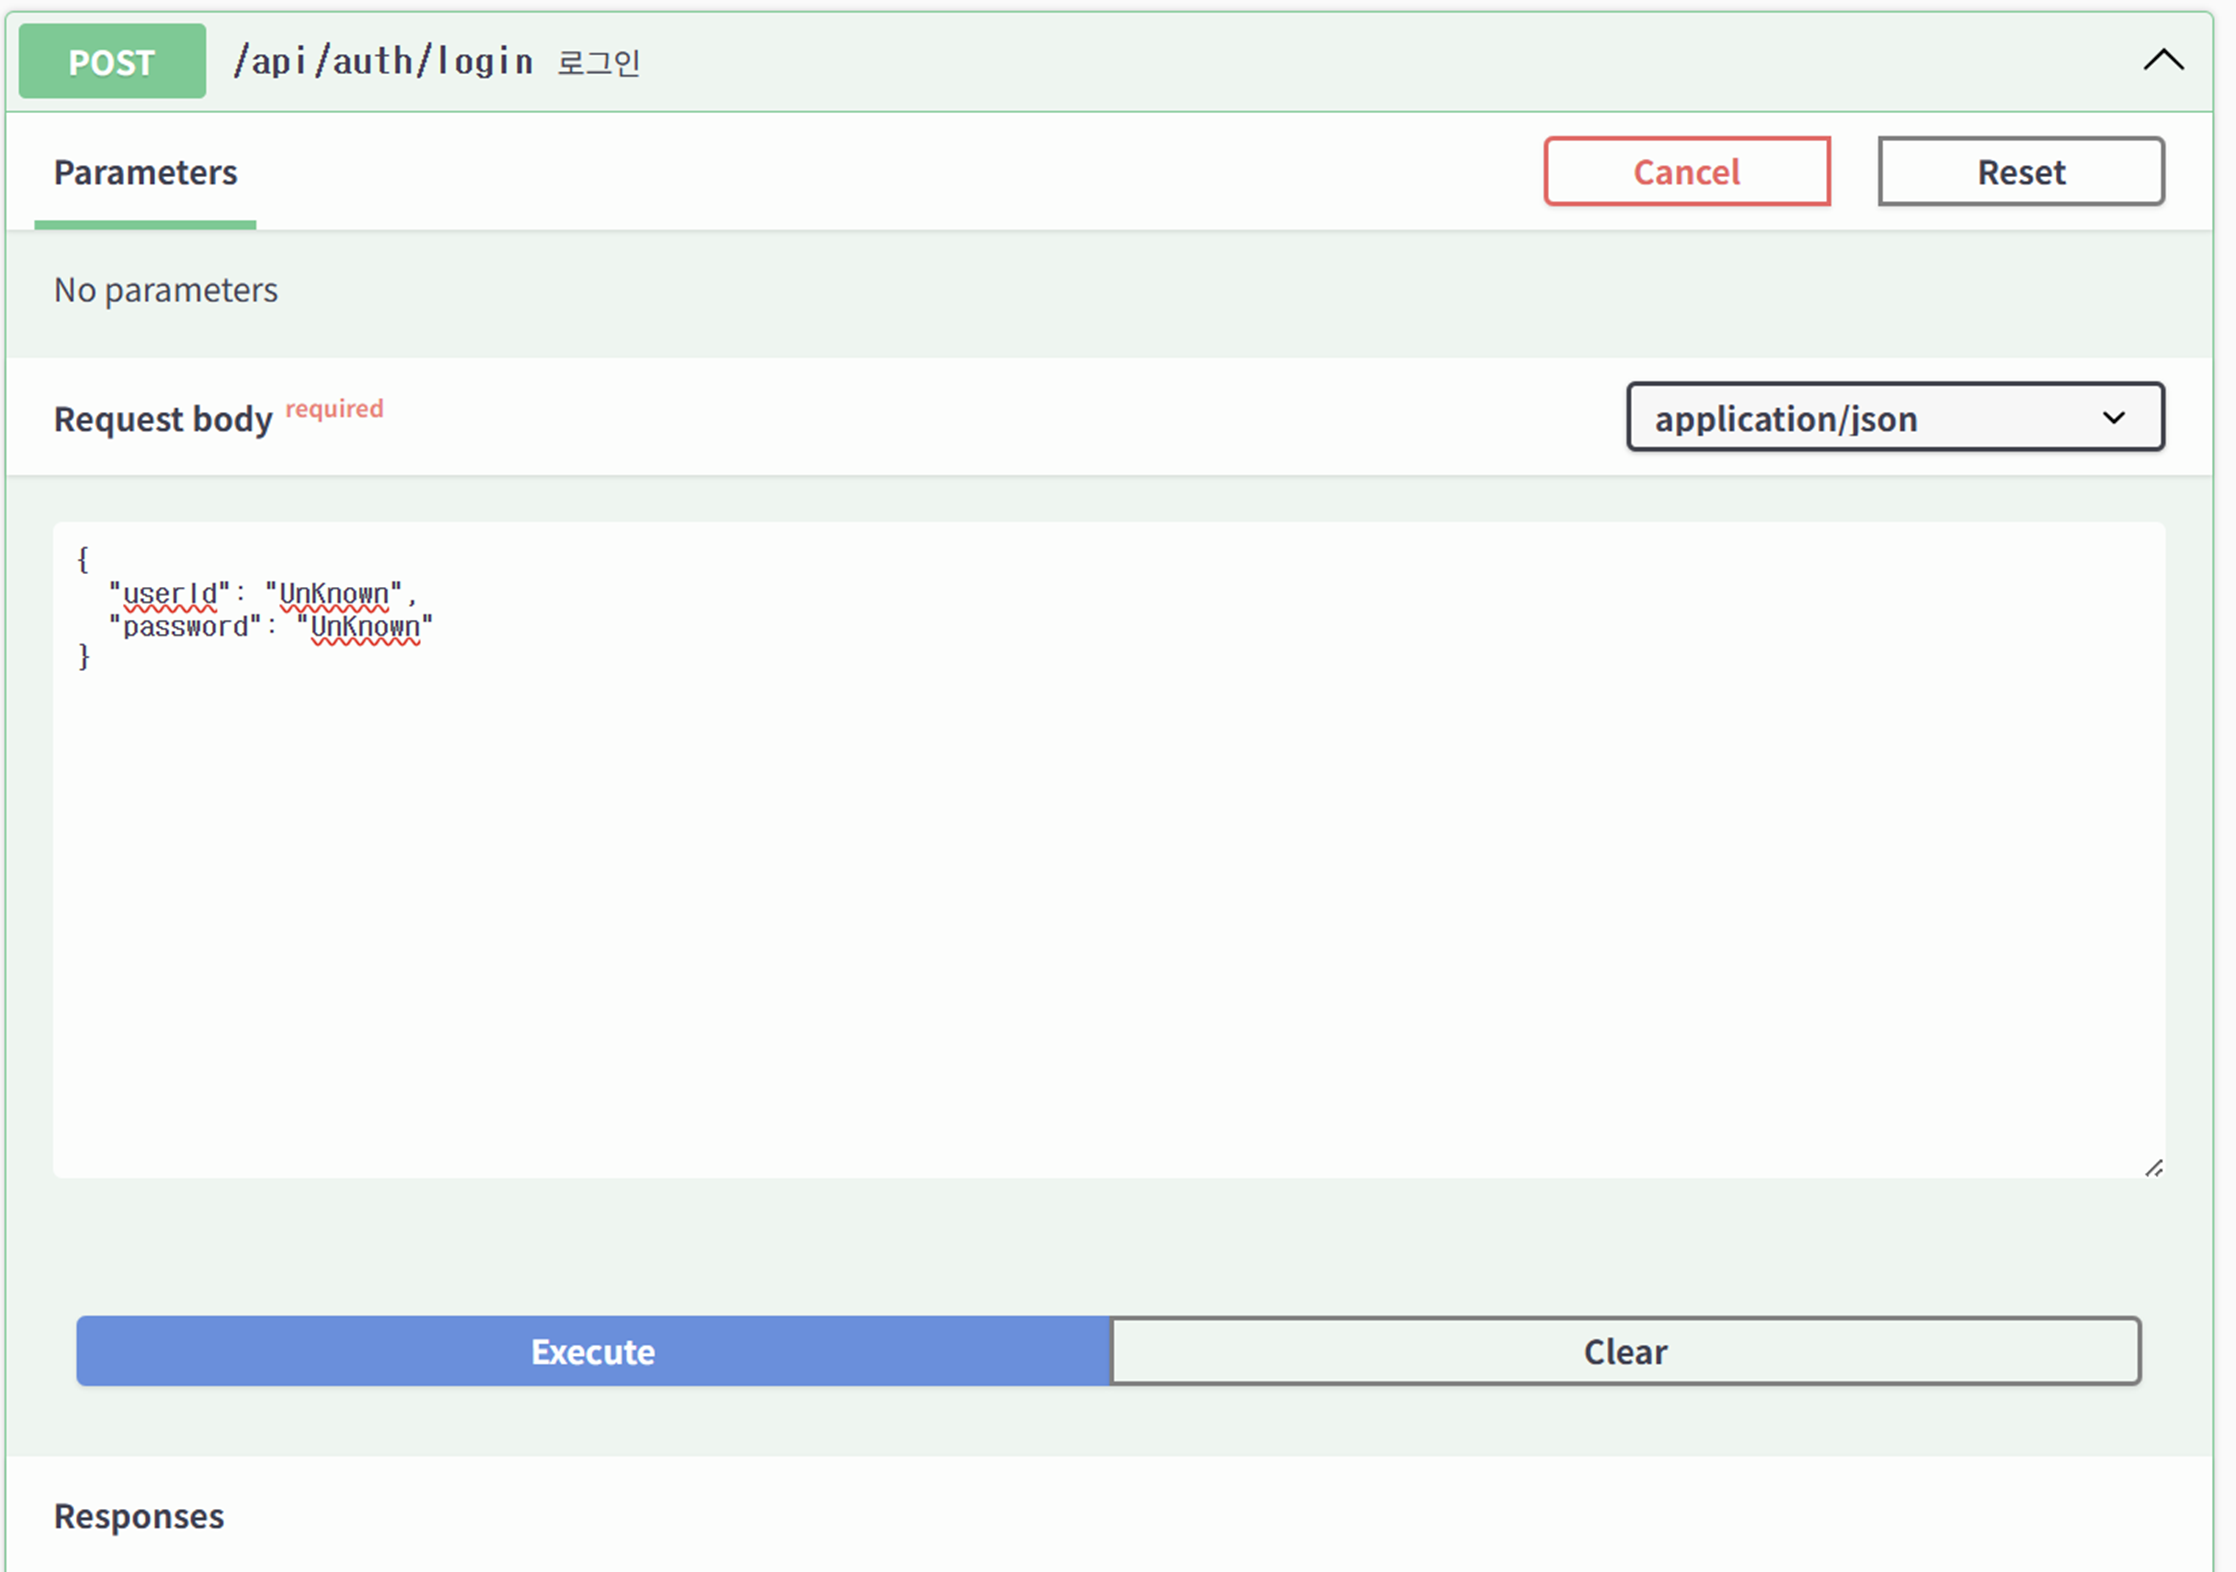 POST /api/auth/login 로그인
Parameters
Cancel
Reset
No parameters
Request body required
application/json
{
  "userId": "UnKnown",
  "password": "UnKnown"
}
Execute
Clear
Responses